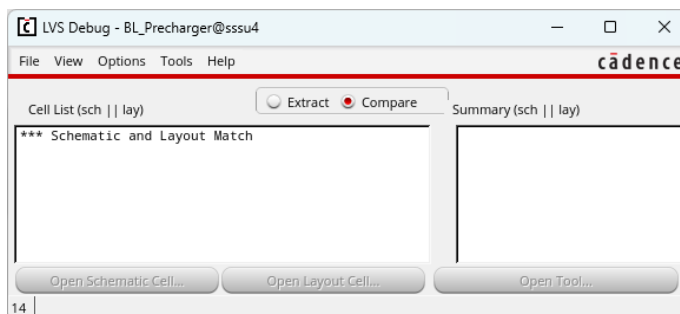 LVS Debug - BL_Precharger@sssu4
File View Options Tools Help
cādence
Extract Compare
Cell List (sch || lay)
Summary (sch || lay)
*** Schematic and Layout Match
Open Schematic Cell...
Open Layout Cell...
Open Tool...
14